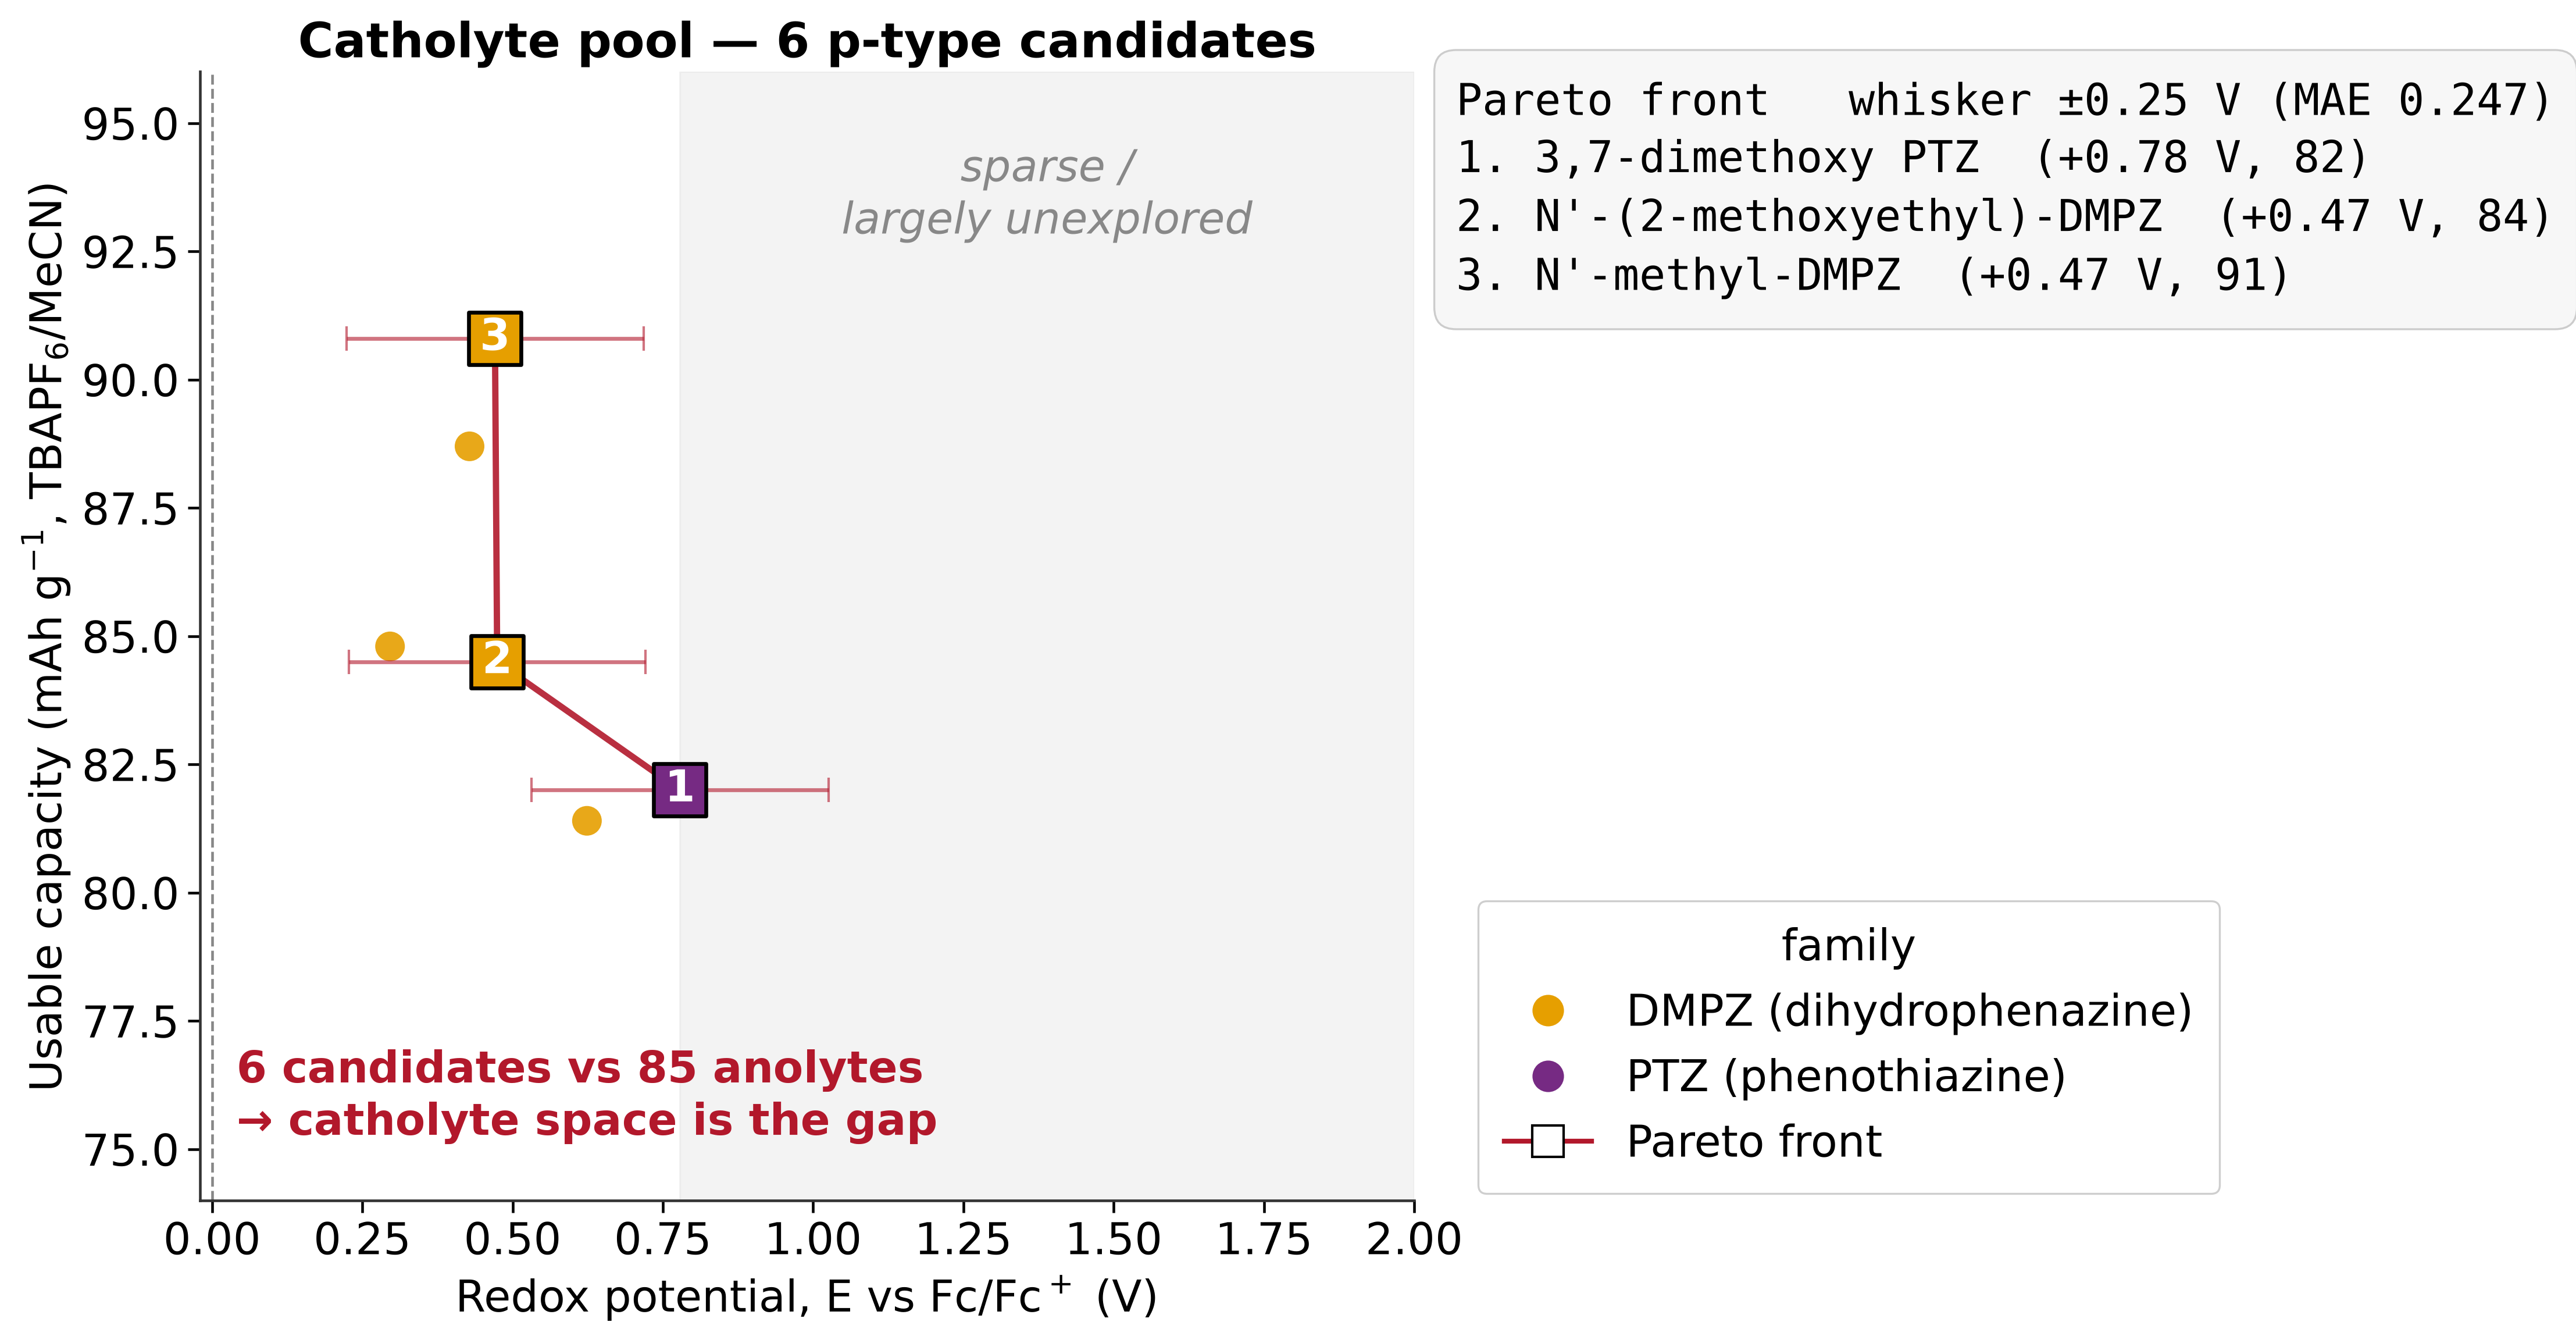 Catholyte pool — 6 p-type candidates
Usable capacity (mAh g⁻¹, TBAPF₆/MeCN)
95.0
92.5
90.0
87.5
85.0
82.5
80.0
77.5
75.0
sparse /
largely unexplored
3
2
1
6 candidates vs 85 anolytes
→ catholyte space is the gap
0.00 0.25 0.50 0.75 1.00 1.25 1.50 1.75 2.00
Redox potential, E vs Fc/Fc⁺ (V)
Pareto front   whisker ±0.25 V (MAE 0.247)
1. 3,7-dimethoxy PTZ  (+0.78 V, 82)
2. N'-(2-methoxyethyl)-DMPZ  (+0.47 V, 84)
3. N'-methyl-DMPZ  (+0.47 V, 91)
family
DMPZ (dihydrophenazine)
PTZ (phenothiazine)
Pareto front